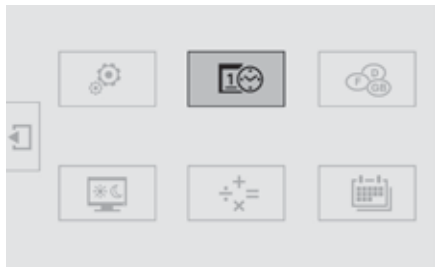 1
D
F
GB
÷ + × =